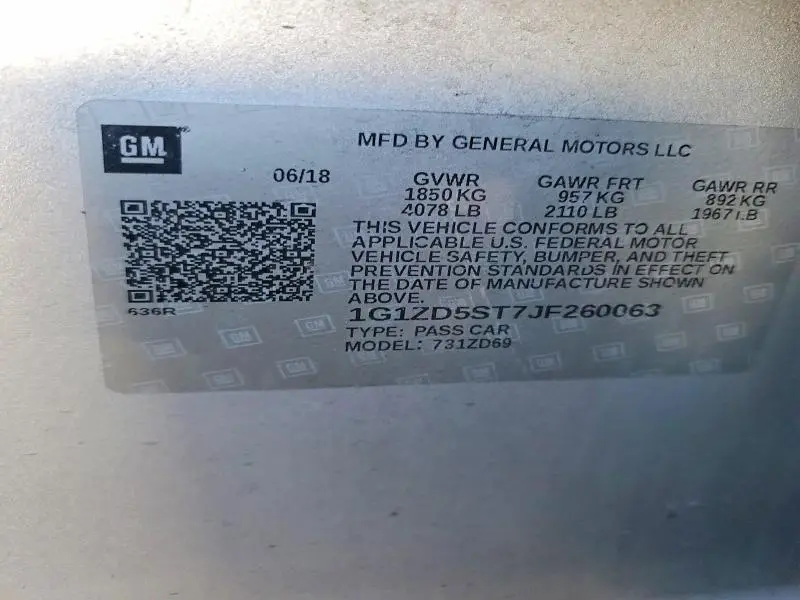 GM
MFD BY GENERAL MOTORS LLC
06/18
GVWR GAWR FRT GAWR RR
1850 KG 957 KG 892 KG
4078 LB 2110 LB 1967 LB
THIS VEHICLE CONFORMS TO ALL
APPLICABLE U.S. FEDERAL MOTOR
VEHICLE SAFETY, BUMPER, AND THEFT
PREVENTION STANDARDS IN EFFECT ON
THE DATE OF MANUFACTURE SHOWN
ABOVE.
636R
1G1ZD5ST7JF260063
TYPE: PASS CAR
MODEL: 731ZD69